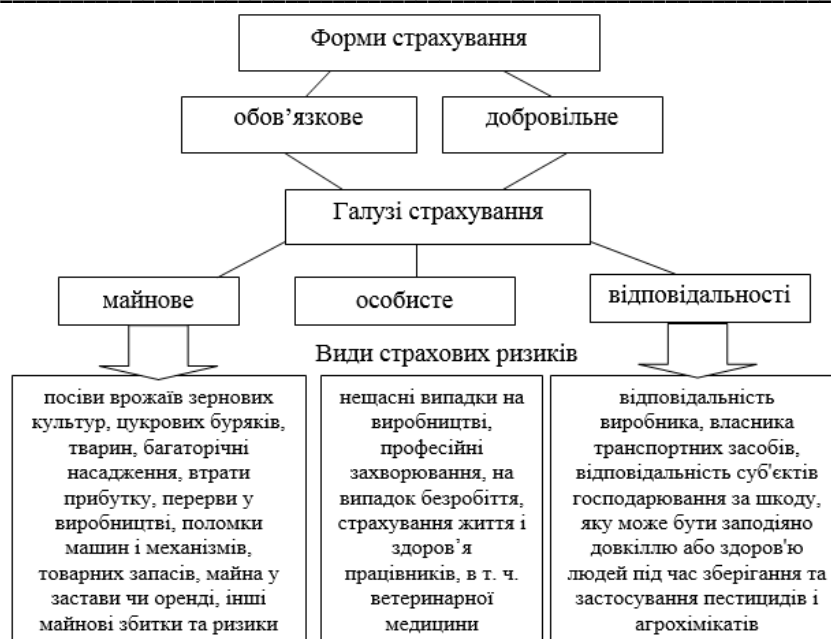 Форми страхування
обов’язкове
добровільне
Галузі страхування
майнове
особисте
відповідальності
Види страхових ризиків
посіви врожаїв зернових
культур, цукрових буряків,
тварин, багаторічні
насадження, втрати
прибутку, перерви у
виробництві, поломки
машин і механізмів,
товарних запасів, майна у
застави чи оренді, інші
майнові збитки та ризики
нещасні випадки на
виробництві,
професійні
захворювання, на
випадок безробіття,
страхування життя і
здоров’я
працівників, в т. ч.
ветеринарної
медицини
відповідальність
виробника, власника
транспортних засобів,
відповідальність суб'єктів
господарювання за шкоду,
яку може бути заподіяно
довкіллю або здоров'ю
людей під час зберігання та
застосування пестицидів і
агрохімікатів